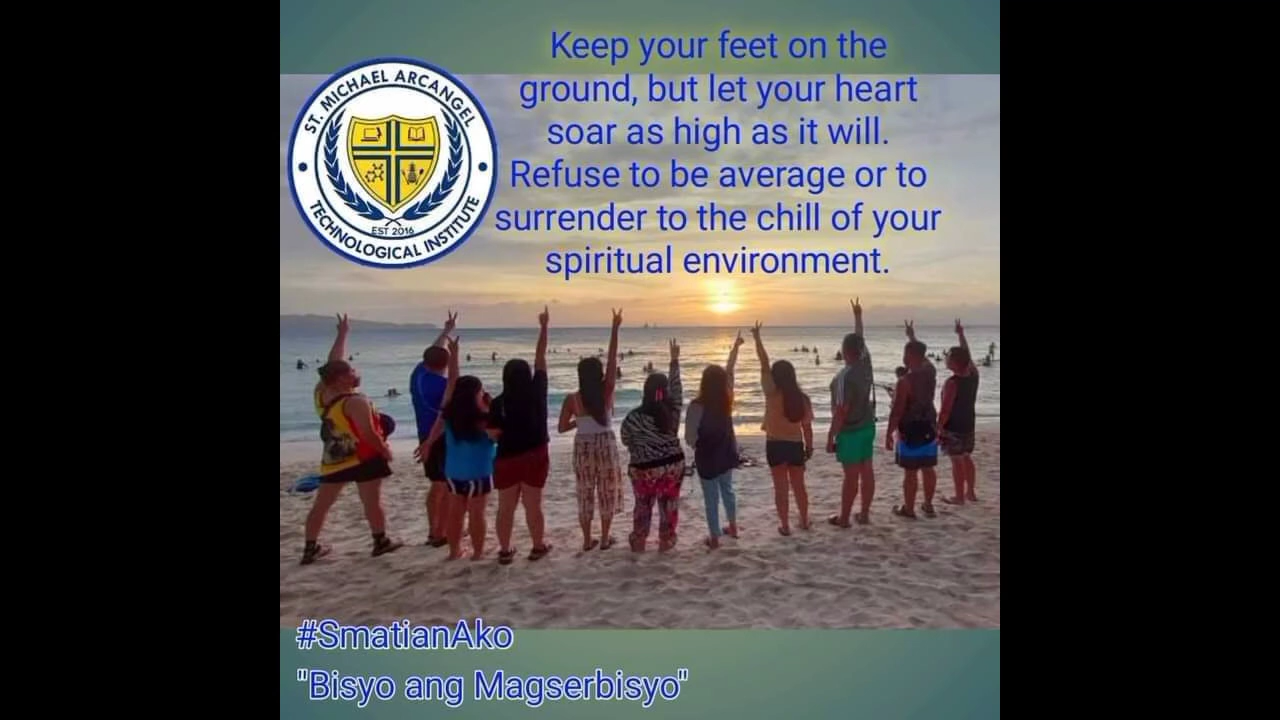 ST. MICHAEL ARCANGEL
TECHNOLOGICAL INSTITUTE
EST 2016
Keep your feet on the
ground, but let your heart
soar as high as it will.
Refuse to be average or to
surrender to the chill of your
spiritual environment.
#SmatianAko
"Bisyo ang Magserbisyo"